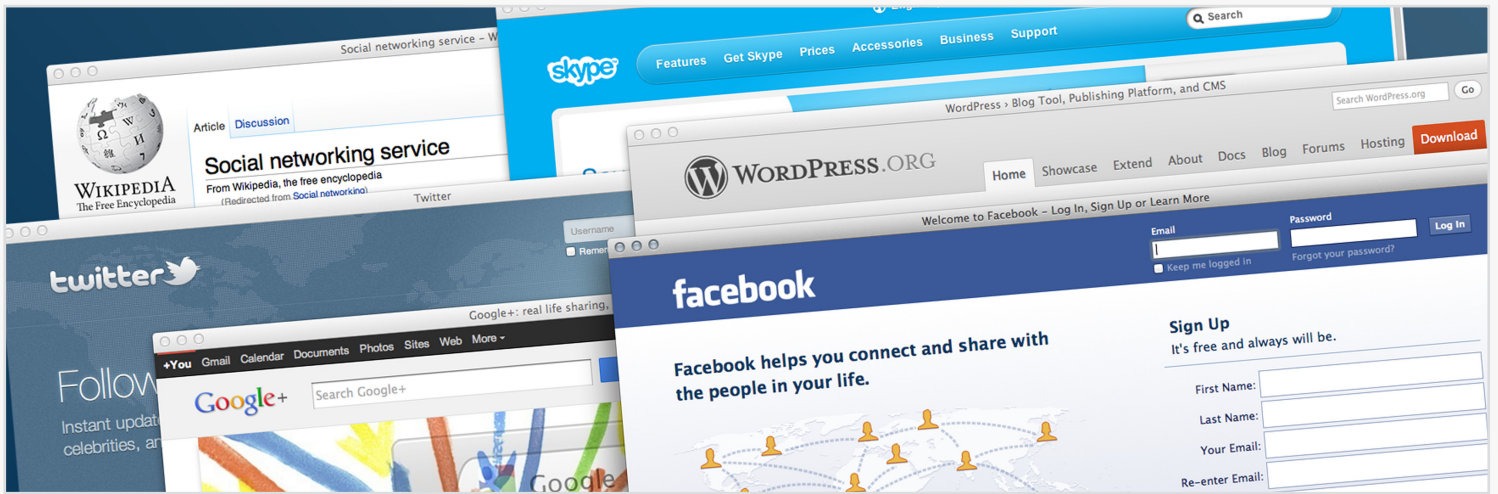 Social networking service – W
WIKIPEDIA
The Free Encyclopedia
Article Discussion
Social networking service
From Wikipedia, the free encyclopedia
(Redirected from Social networking)
skype
Features Get Skype Prices Accessories Business Support
Search
WordPress › Blog Tool, Publishing Platform, and CMS
WORDPRESS.ORG
Search WordPress.org Go
Home Showcase Extend About Docs Blog Forums Hosting Download
Twitter
twitter
Username
Follow
Instant
celebrities,
Google+: real life sharing,
+You Gmail Calendar Documents Photos Sites Web More
Google+
Search Google+
Google
Welcome to Facebook – Log In, Sign Up or Learn More
facebook
Email Password
Log In
Keep me logged in Forgot your password?
Facebook helps you connect and share with
the people in your life.
Sign Up
It's free and always will be.
First Name:
Last Name:
Your Email:
Re-enter Email: